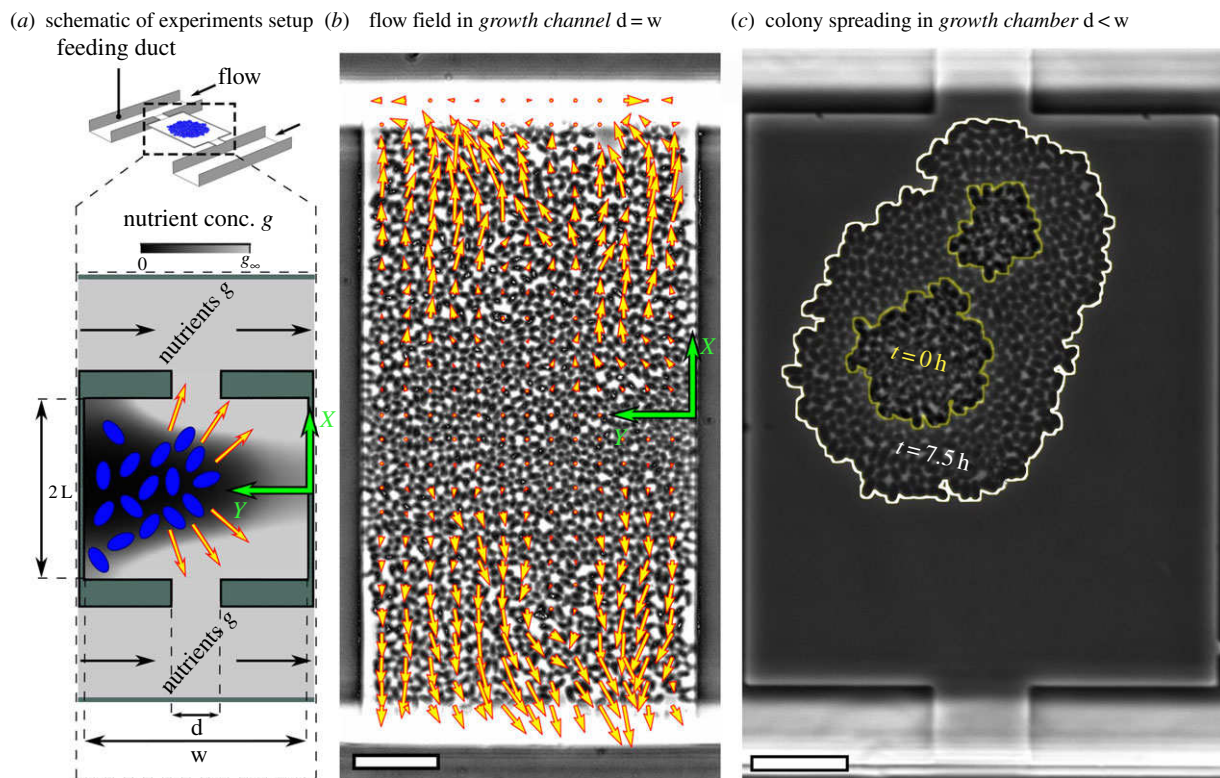 (a) schematic of experiments setup
feeding duct
flow
nutrient conc. g
0
g∞
nutrients g
X
2 L
Y
nutrients g
d
w
(b) flow field in growth channel d = w
X
Y
(c) colony spreading in growth chamber d < w
t = 0 h
t = 7.5 h